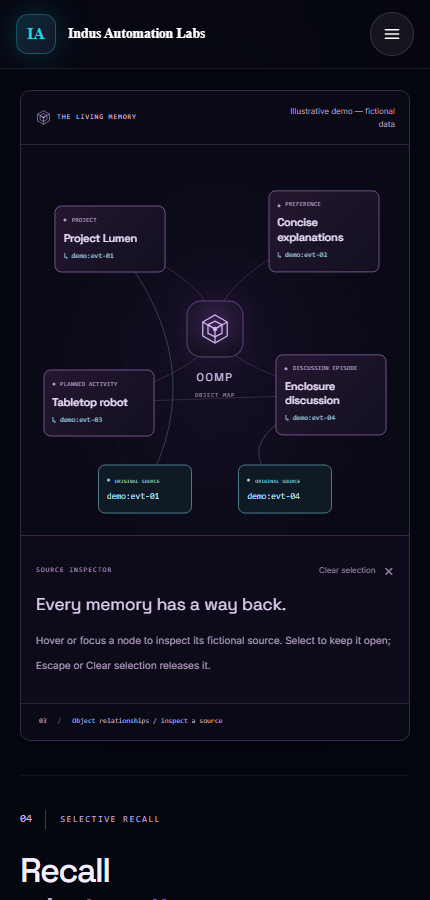 IA
Indus Automation Labs
THE LIVING MEMORY
Illustrative demo — fictional
data
PROJECT
Project Lumen
↳ demo:evt-01
PREFERENCE
Concise
explanations
↳ demo:evt-02
OOMP
OBJECT MAP
PLANNED ACTIVITY
Tabletop robot
↳ demo:evt-03
DISCUSSION EPISODE
Enclosure
discussion
↳ demo:evt-04
ORIGINAL SOURCE
demo:evt-01
ORIGINAL SOURCE
demo:evt-04
SOURCE INSPECTOR
Clear selection ×
Every memory has a way back.
Hover or focus a node to inspect its fictional source. Select to keep it open;
Escape or Clear selection releases it.
03 / Object relationships / inspect a source
04 SELECTIVE RECALL
Recall